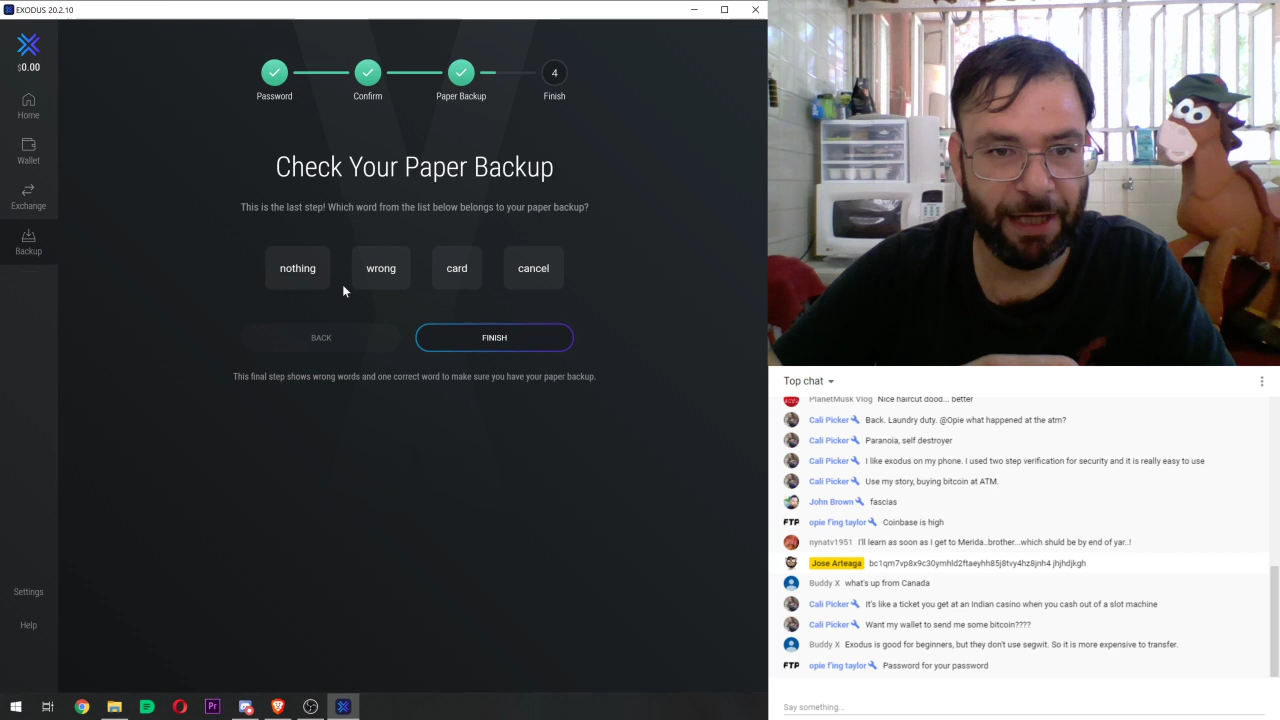 EXODUS 20.2.10
$0.00
Home
Wallet
Exchange
Backup
Settings
Help
4
Password
Confirm
Paper Backup
Finish
Check Your Paper Backup
This is the last step! Which word from the list below belongs to your paper backup?
nothing
wrong
card
cancel
BACK
FINISH
This final step shows wrong words and one correct word to make sure you have your paper backup.
Pr
Top chat
PlanetMusk Vlog Nice haircut dood... better
Cali Picker Back. Laundry duty. @Opie what happened at the atm?
Cali Picker Paranoia, self destroyer
Cali Picker I like exodus on my phone. I used two step verification for security and it is really easy to use
Cali Picker Use my story, buying bitcoin at ATM.
John Brown fascias
FTP opie f'ing taylor Coinbase is high
nynatv1951 I'll learn as soon as I get to Merida..brother...which shuld be by end of yar..!
Jose Arteaga bc1qm7vp8x9c30ymhld2ftaeyhh85j8tvy4hz8jnh4 jhjhdjkgh
Buddy X what's up from Canada
Cali Picker It's like a ticket you get at an Indian casino when you cash out of a slot machine
Cali Picker Want my wallet to send me some bitcoin????
Buddy X Exodus is good for beginners, but they don't use segwit. So it is more expensive to transfer.
FTP opie f'ing taylor Password for your password
Say something...